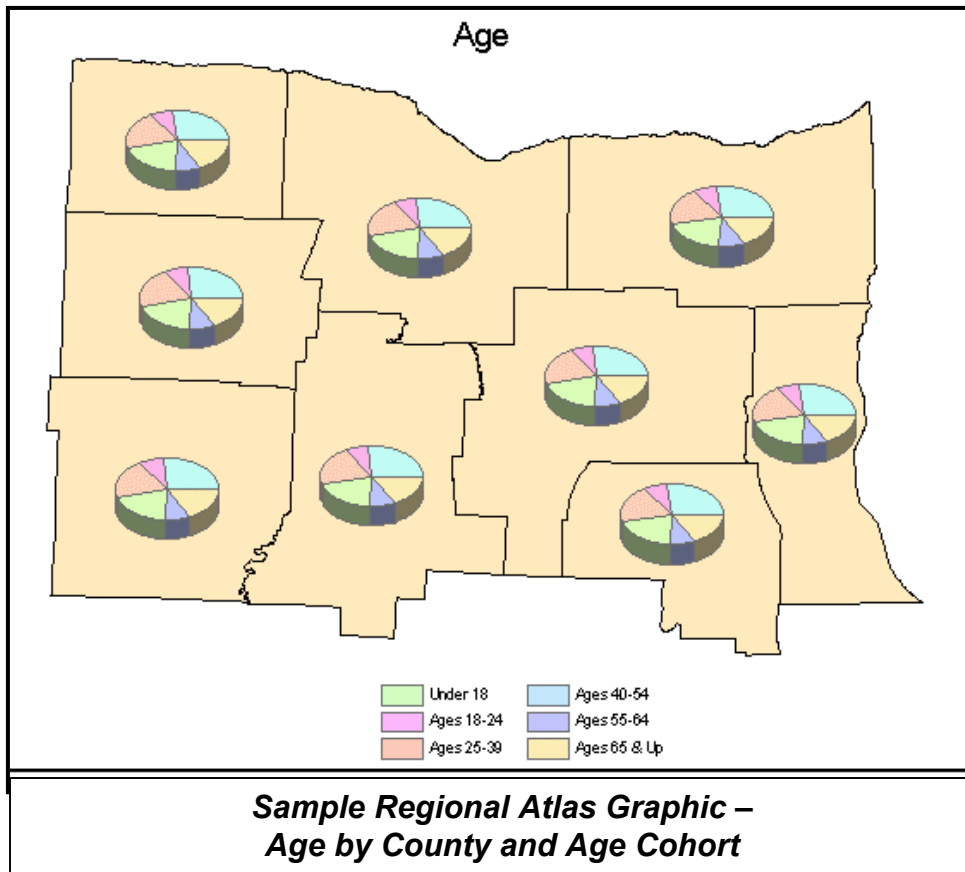 Age
Under 18
Ages 40-54
Ages 18-24
Ages 55-64
Ages 25-39
Ages 65 & Up
Sample Regional Atlas Graphic –
Age by County and Age Cohort